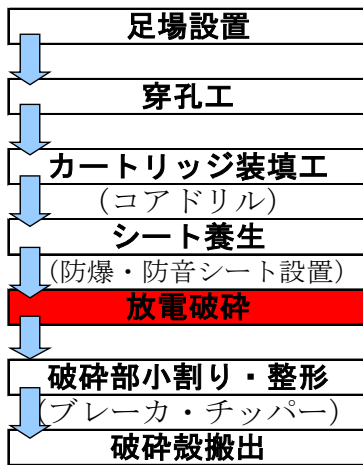 足場設置
穿孔工
カートリッジ装填工
(コアドリル)
シート養生
(防爆・防音シート設置)
放電破砕
破砕部小割り・整形
(ブレーカ・チッパー)
破砕殻搬出